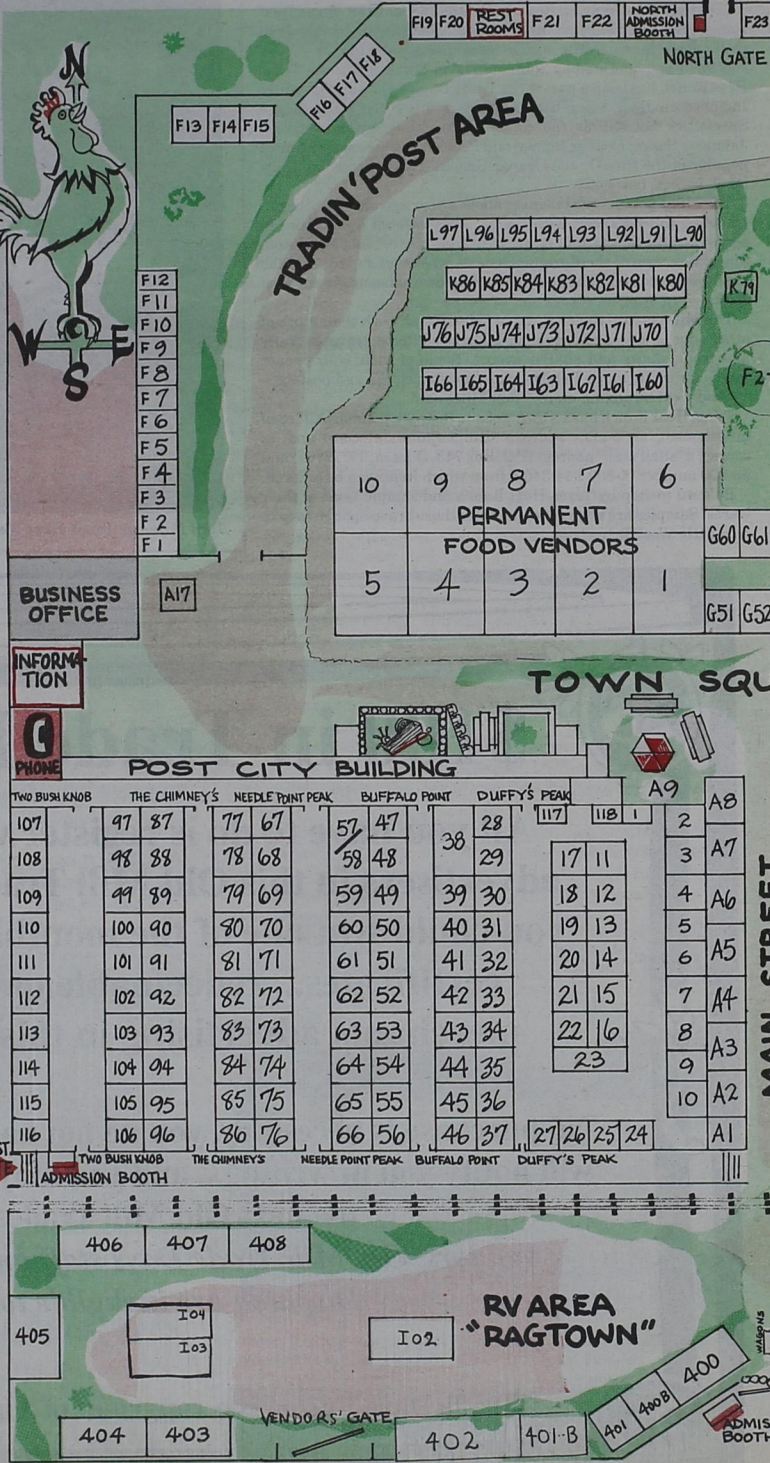 F19 F20 REST ROOMS F21 F22 NORTH ADMISSION BOOTH F23
NORTH GATE
N
F16 F17 F18
F13 F14 F15
TRADIN' POST AREA
L97 L96 L95 L94 L93 L92 L91 L90
K86 K85 K84 K83 K82 K81 K80
K79
J76 J75 J74 J73 J72 J71 J70
I66 I65 I64 I63 I62 I61 I60
W E
S
F12
F11
F10
F9
F8
F7
F6
F5
F4
F3
F2
F1
10 9 8 7 6
PERMANENT
FOOD VENDORS
5 4 3 2 1
G60 G61
G51 G52
BUSINESS
OFFICE
A17
INFORMA-
TION
TOWN SQU
PHONE
POST CITY BUILDING
A9 A8
TWO BUSH KNOB THE CHIMNEY'S NEEDLE POINT PEAK BUFFALO POINT DUFFY'S PEAK
107 97 87 77 67 57 47 38 28 117 118 1 2
108 98 88 78 68 58 48 29 17 11 3 A7
109 99 89 79 69 59 49 39 30 18 12 4 A6
110 100 90 80 70 60 50 40 31 19 13 5
111 101 91 81 71 61 51 41 32 20 14 6 A5
112 102 92 82 72 62 52 42 33 21 15 7 A4
113 103 93 83 73 63 53 43 34 22 16 8 A3
114 104 94 84 74 64 54 44 35 23 9
115 105 95 85 75 65 55 45 36 10 A2
116 106 96 86 76 66 56 46 37 27 26 25 24 A1
MAIN STREET
TWO BUSH KNOB THE CHIMNEY'S NEEDLE POINT PEAK BUFFALO POINT DUFFY'S PEAK
ADMISSION BOOTH
406 407 408
405
I04
I03
I02
RV AREA
"RAGTOWN"
WAGONS
404 403
VENDORS' GATE
402 401-B
401 400B 400
ADMIS
BOOTH